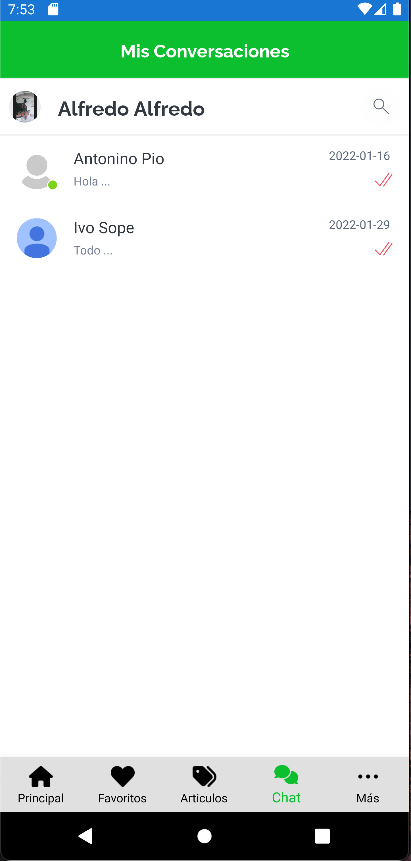 7:53
Mis Conversaciones
Alfredo Alfredo
Antonino Pio
2022-01-16
Hola ...
Ivo Sope
2022-01-29
Todo ...
Principal
Favoritos
Articulos
Chat
Más